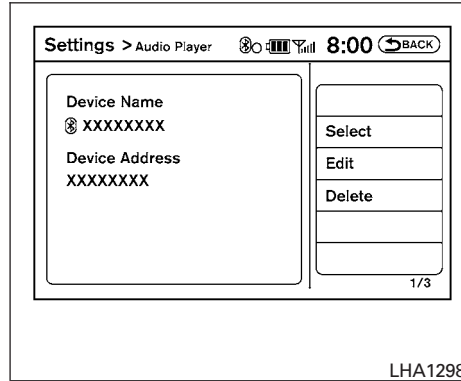 Settings > Audio Player 8:00 BACK
Device Name
XXXXXXXX
Device Address
XXXXXXXX
Select
Edit
Delete
1/3
LHA1298